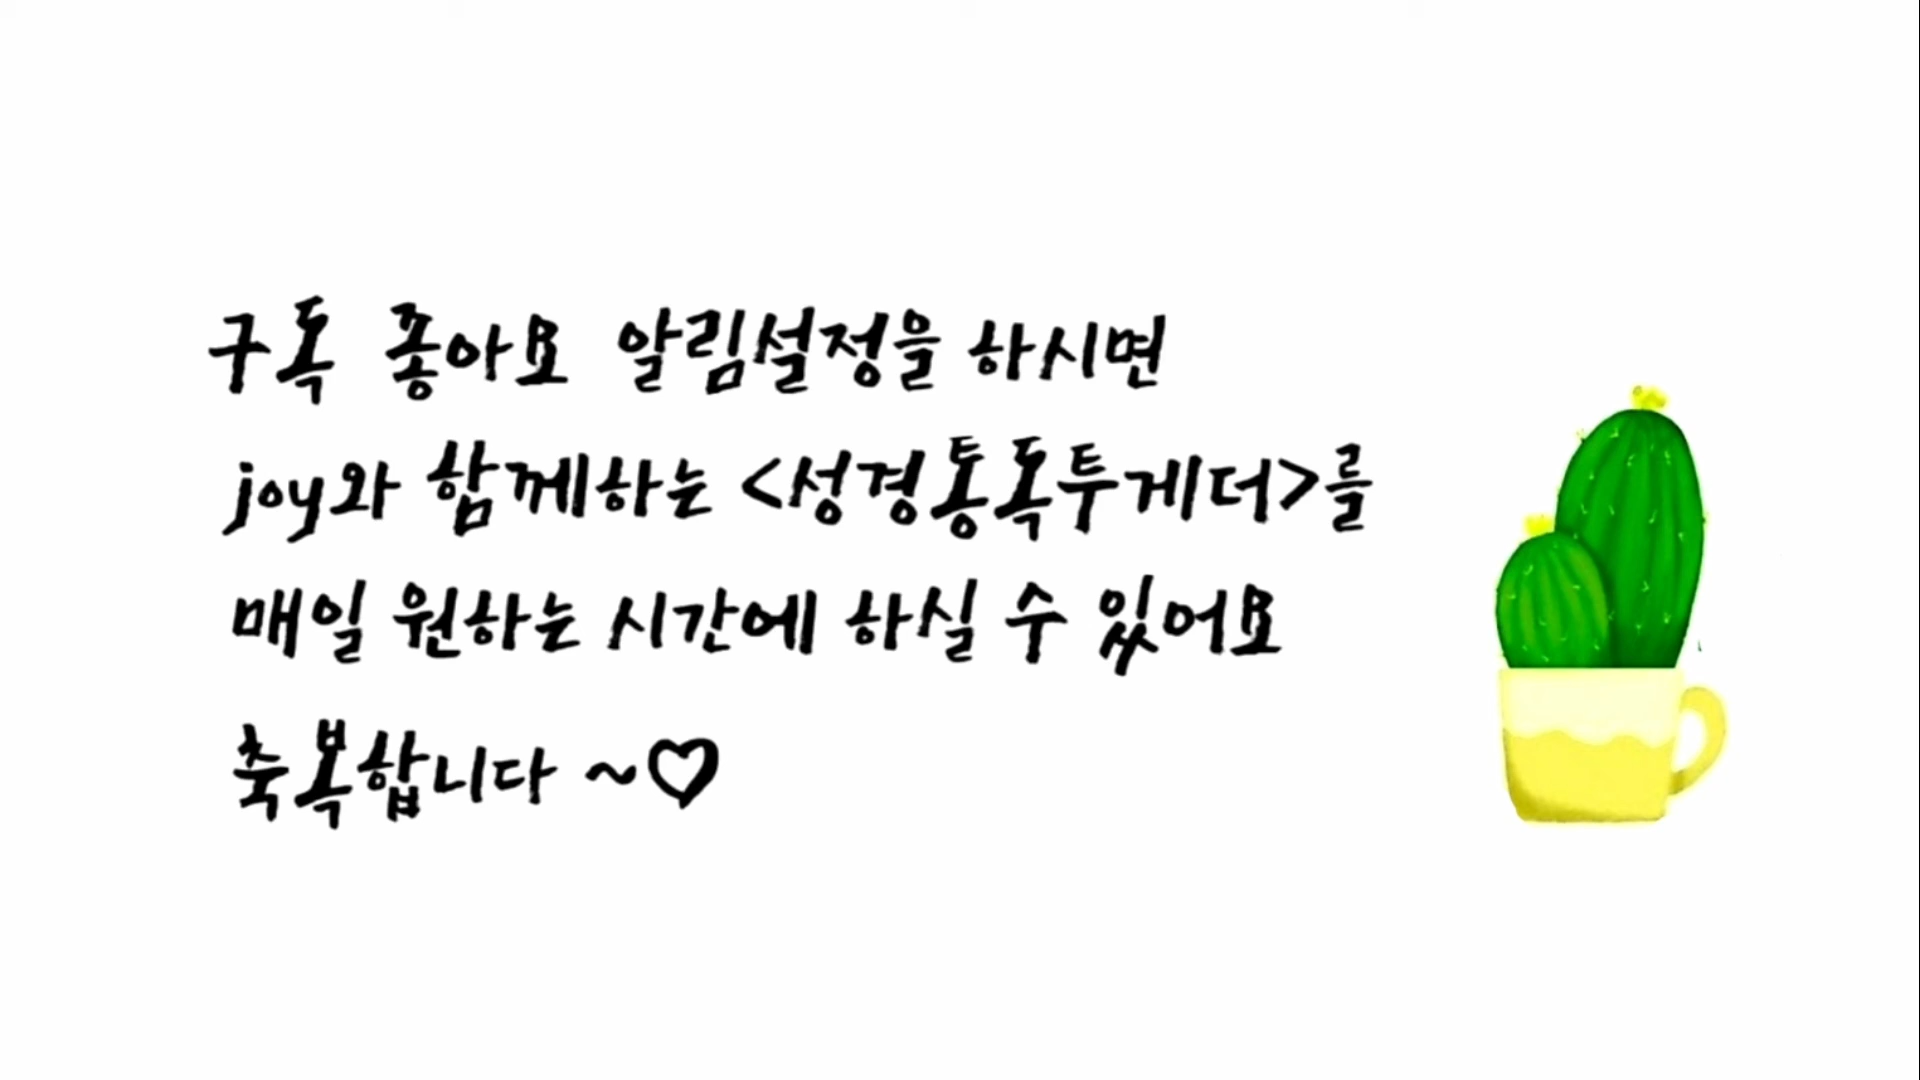 구독 좋아요 알림설정을 하시면
joy와 함께하는 <성경통독투게더>를
매일 원하는 시간에 하실 수 있어요
축복합니다 ~♡